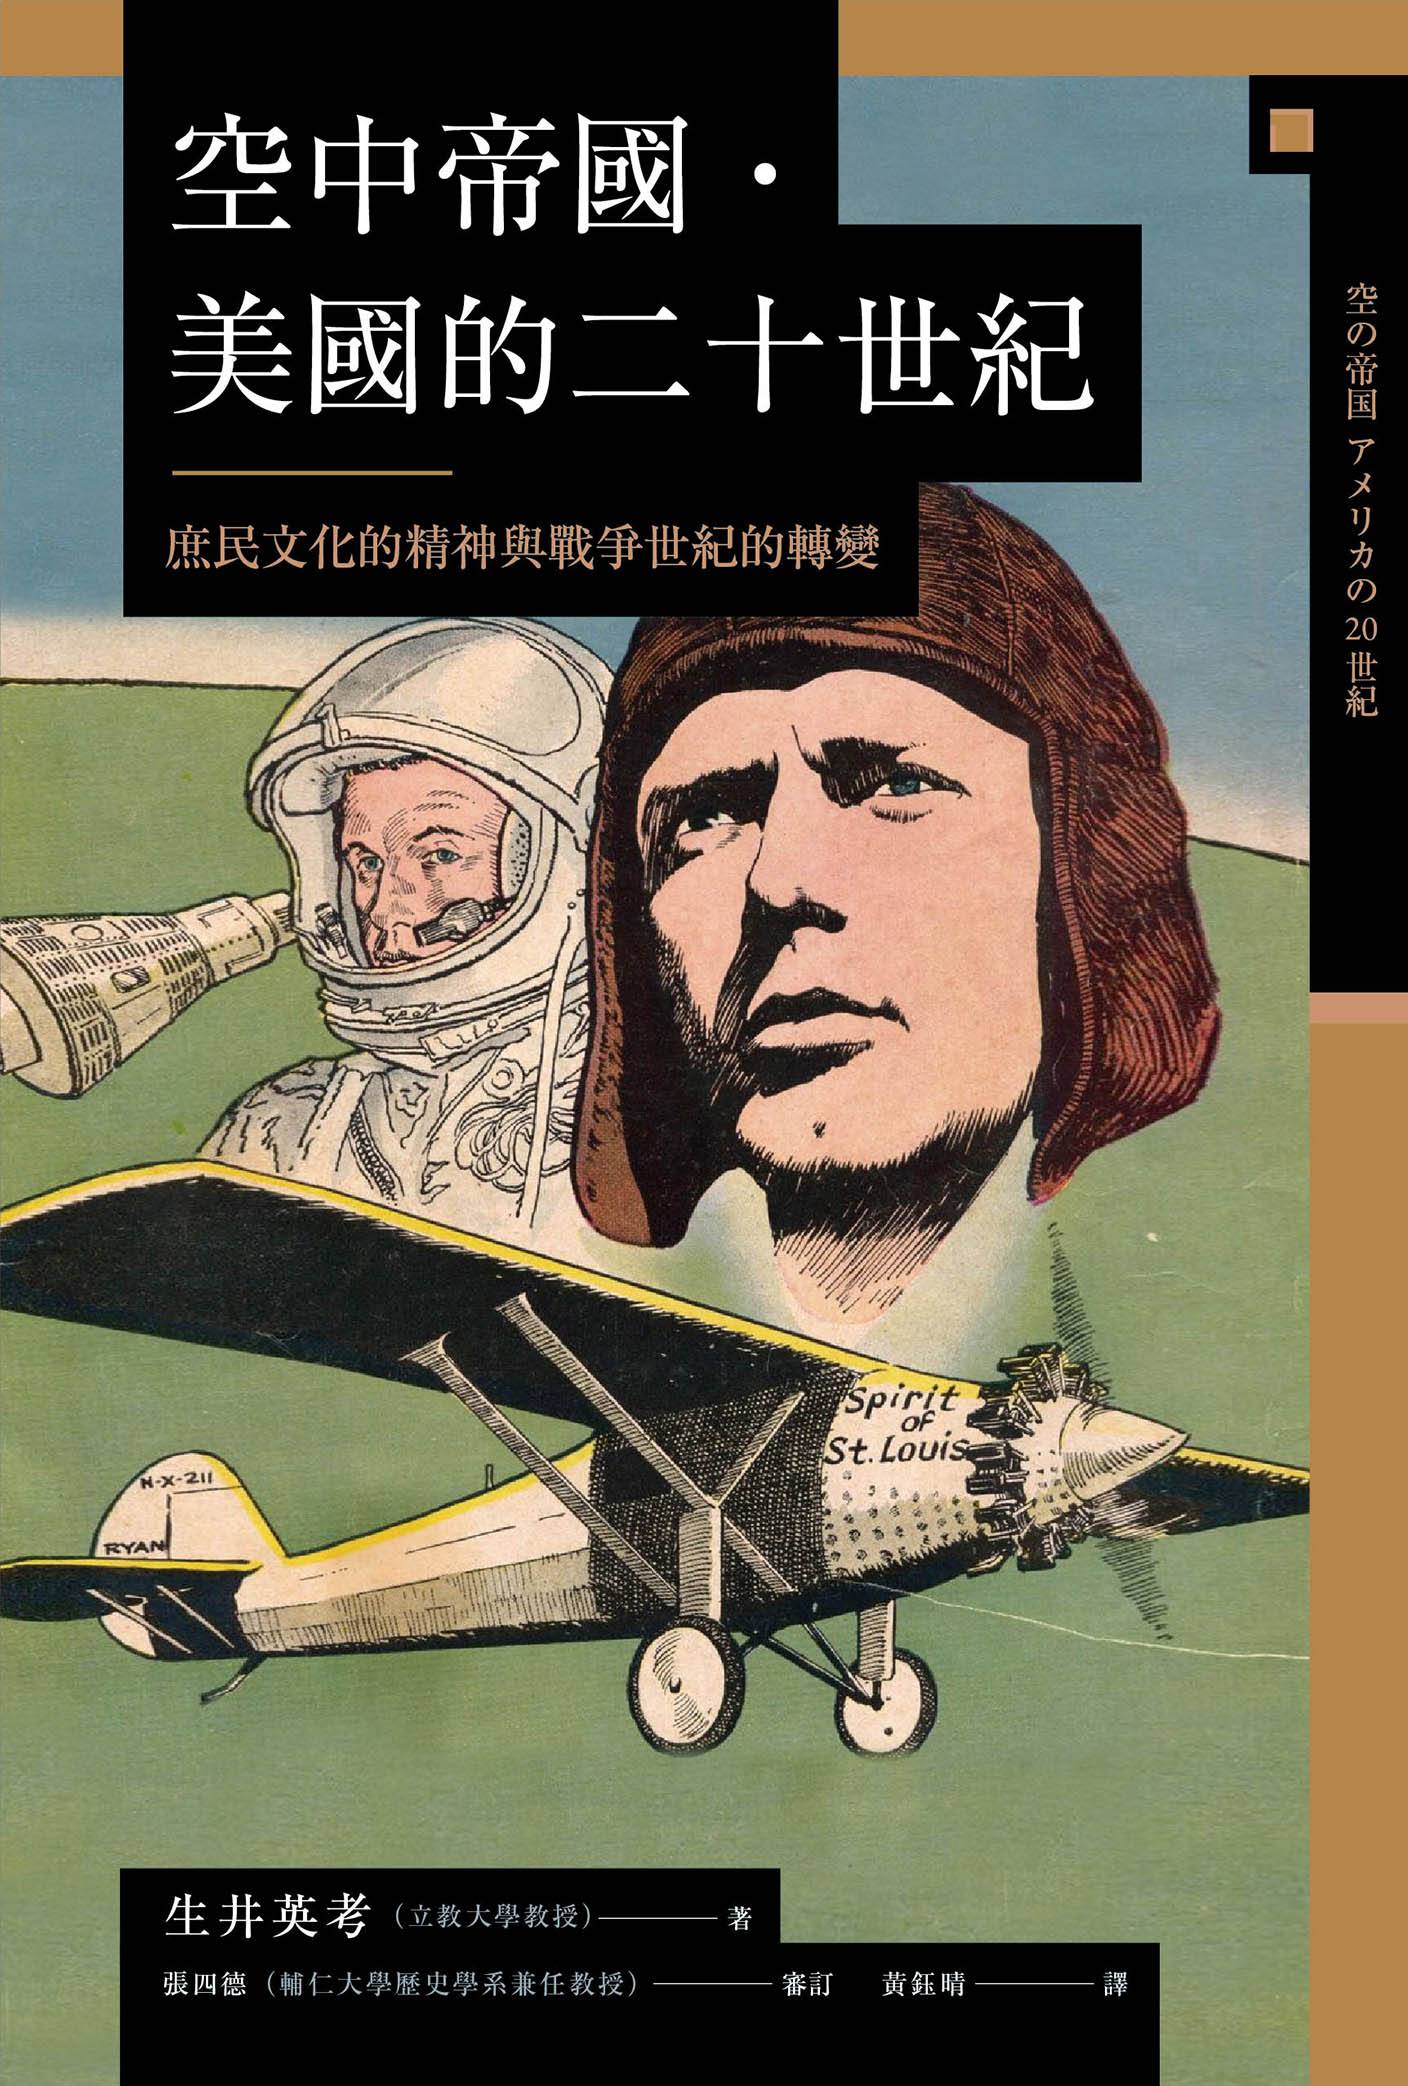 空中帝國・
美國的二十世紀
庶民文化的精神與戰爭世紀的轉變
空の帝国 アメリカの20世紀
Spirit
of
St. Louis
N-X-211
RYAN
生井英考（立教大學教授）——著
張四德（輔仁大學歷史學系兼任教授）——審訂 黃鈺晴——譯